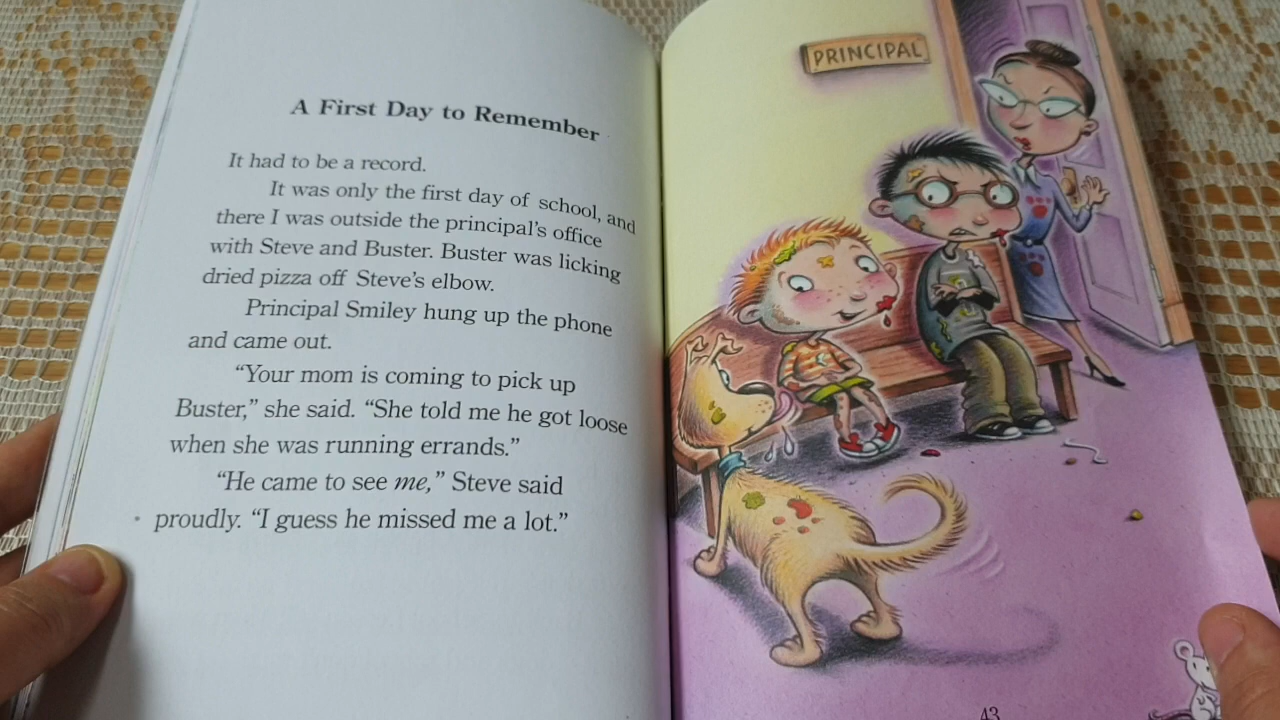 A First Day to Remember
It had to be a record.
It was only the first day of school, and
there I was outside the principal's office
with Steve and Buster. Buster was licking
dried pizza off Steve's elbow.
Principal Smiley hung up the phone
and came out.
“Your mom is coming to pick up
Buster,” she said. “She told me he got loose
when she was running errands.”
“He came to see me,” Steve said
proudly. “I guess he missed me a lot.”
PRINCIPAL
43